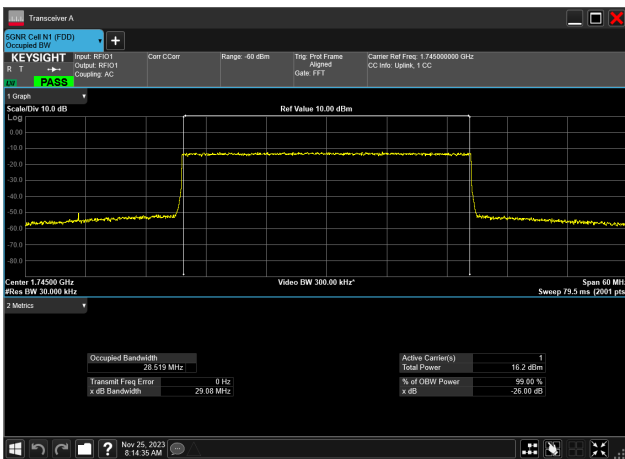 Transceiver A
5GNR Cell N1 (FDD)
Occupied BW
KEYSIGHT
R T
LV
PASS
Input: RFIO1
Output: RFIO1
Coupling: AC
Corr CCorr
Range: -60 dBm
Trig: Prot Frame
Aligned
Gate: FFT
Carrier Ref Freq: 1.745000000 GHz
CC Info: Uplink, 1 CC
1 Graph
Scale/Div 10.0 dB
Ref Value 10.00 dBm
Log
0.00
-10.0
-20.0
-30.0
-40.0
-50.0
-60.0
-70.0
-80.0
Center 1.74500 GHz
Video BW 300.00 kHz*
Span 60 MHz
#Res BW 30.000 kHz
Sweep 79.5 ms (2001 pts
2 Metrics
Occupied Bandwidth
28.519 MHz
Transmit Freq Error 0 Hz
x dB Bandwidth 29.08 MHz
Active Carrier(s) 1
Total Power 16.2 dBm
% of OBW Power 99.00 %
x dB -26.00 dB
?
Nov 25, 2023
8:14:35 AM